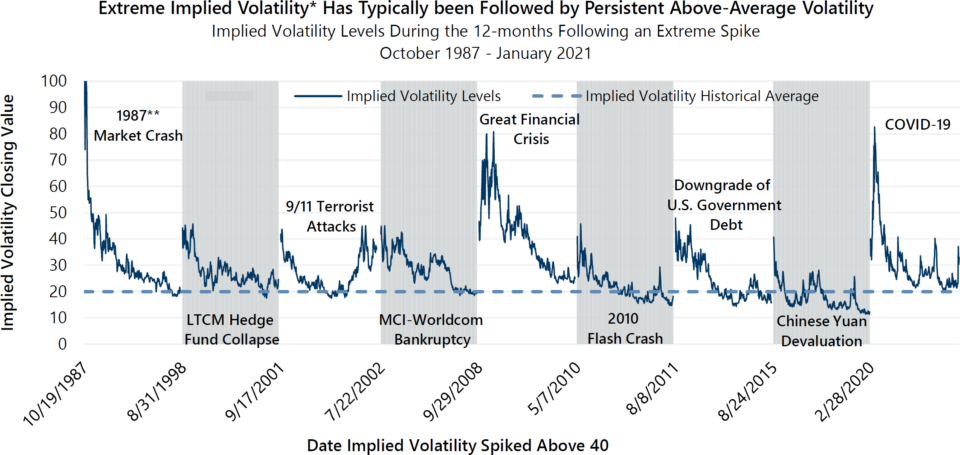 Extreme Implied Volatility* Has Typically been Followed by Persistent Above-Average Volatility
Implied Volatility Levels During the 12-months Following an Extreme Spike
October 1987 - January 2021
Implied Volatility Closing Value
100
90
80
70
60
50
40
30
20
10
0
Implied Volatility Levels
Implied Volatility Historical Average
1987**
Market Crash
LTCM Hedge
Fund Collapse
9/11 Terrorist
Attacks
MCI-Worldcom
Bankruptcy
Great Financial
Crisis
2010
Flash Crash
Downgrade of
U.S. Government
Debt
Chinese Yuan
Devaluation
COVID-19
10/19/1987
8/31/1998
9/17/2001
7/22/2002
9/29/2008
5/7/2010
8/8/2011
8/24/2015
2/28/2020
Date Implied Volatility Spiked Above 40